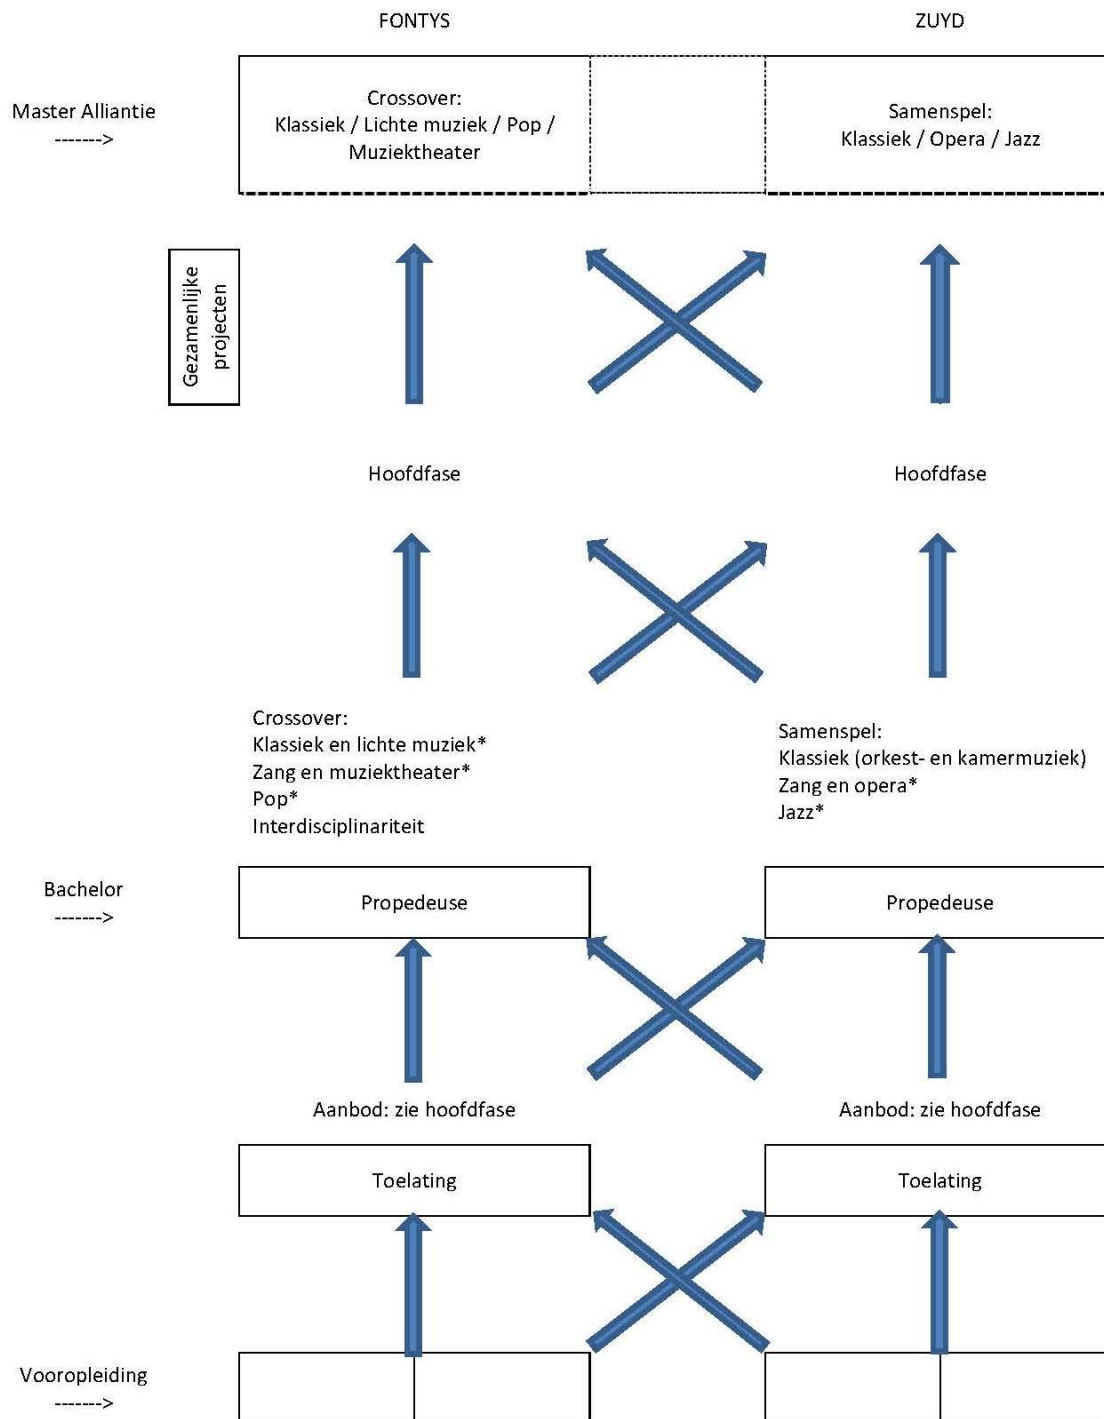 FONTYS
ZUYD
Master Alliantie
------->
Crossover:
Klassiek / Lichte muziek / Pop /
Muziektheater
Samenspel:
Klassiek / Opera / Jazz
Gezamenlijke
projecten
Hoofdfase
Hoofdfase
Crossover:
Klassiek en lichte muziek*
Zang en muziektheater*
Pop*
Interdisciplinariteit
Samenspel:
Klassiek (orkest- en kamermuziek)
Zang en opera*
Jazz*
Bachelor
------->
Propedeuse
Propedeuse
Aanbod: zie hoofdfase
Aanbod: zie hoofdfase
Toelating
Toelating
Vooropleiding
------->